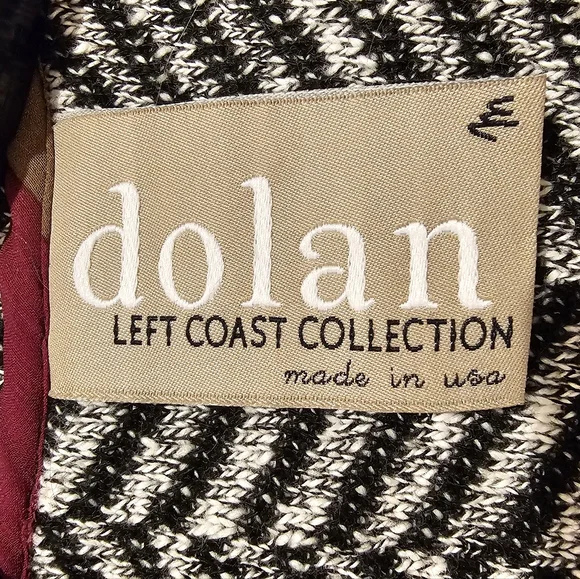 M
dolan
LEFT COAST COLLECTION
made in usa